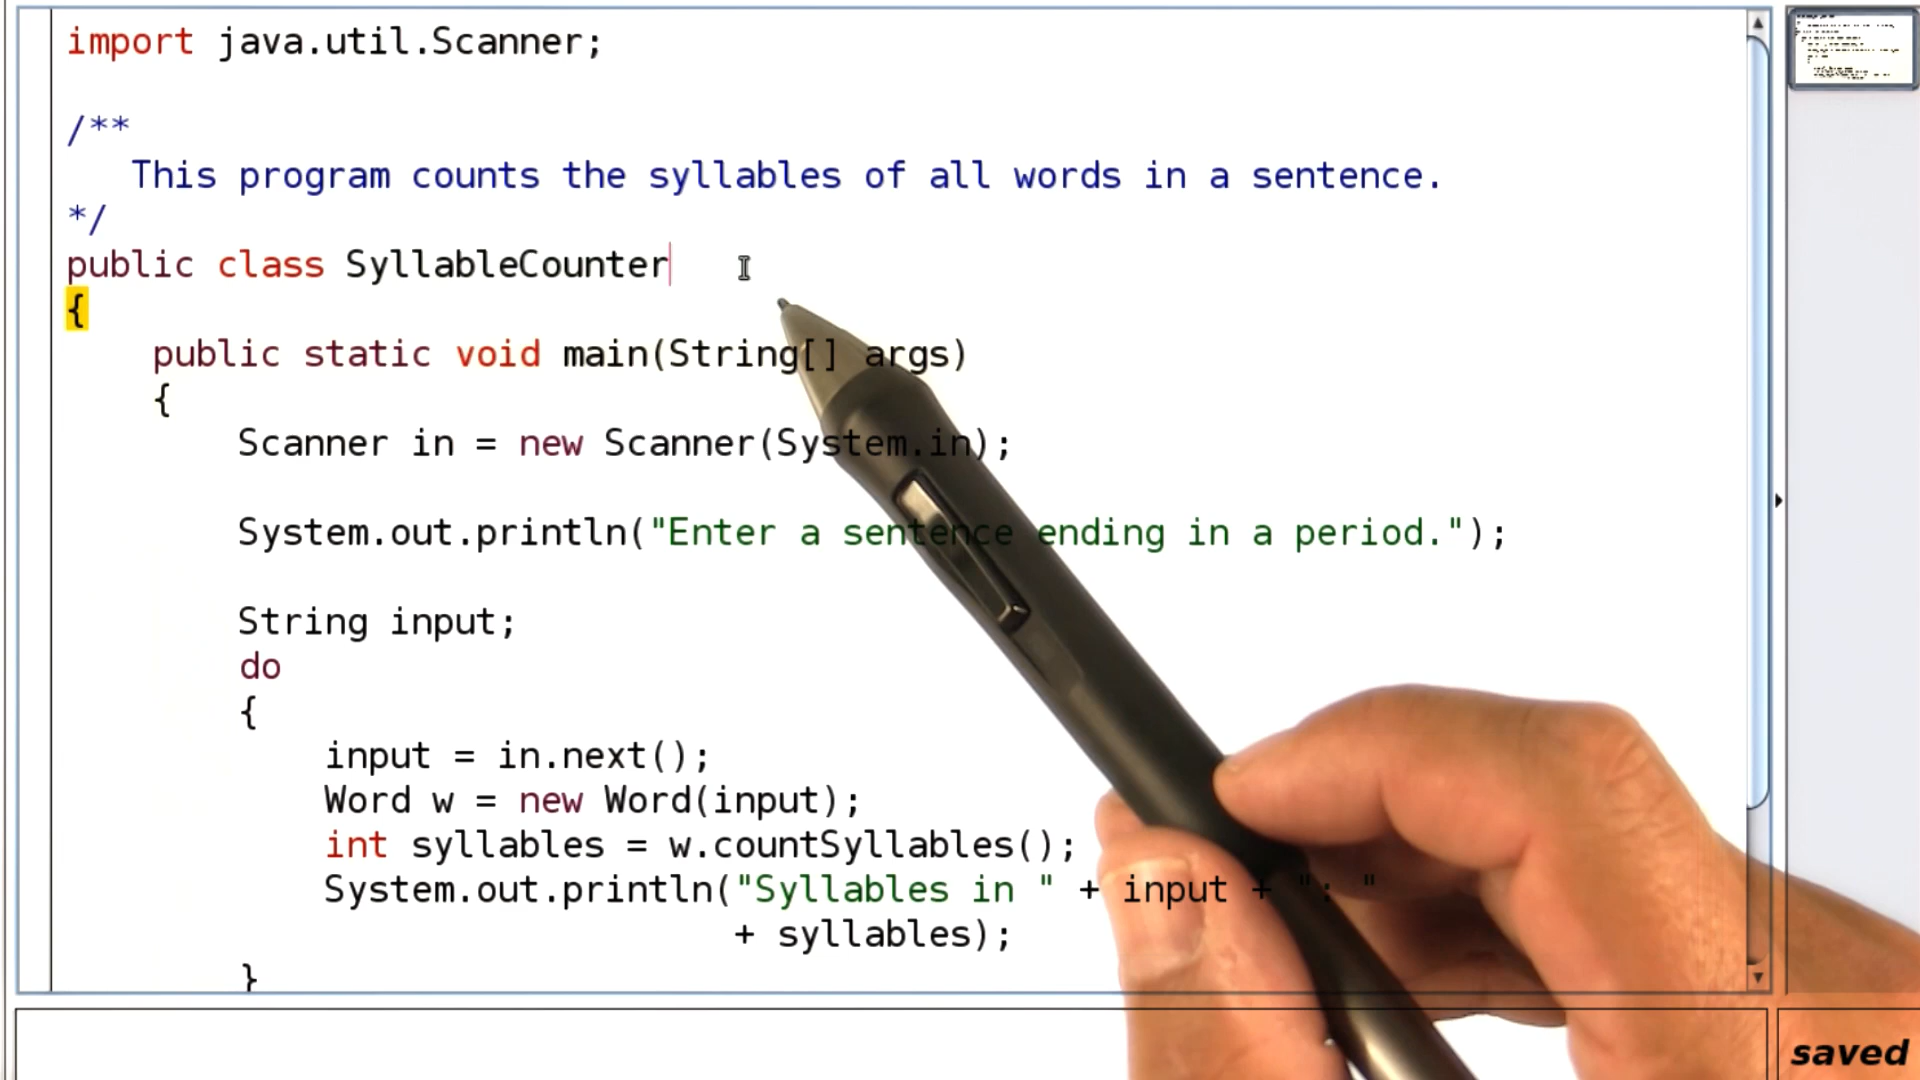 import java.util.Scanner;
/**
This program counts the syllables of all words in a sentence.
*/
public class SyllableCounter
{
public static void main(String[] args)
{
Scanner in = new Scanner(System.in);
System.out.println("Enter a sentence ending in a period.");
String input;
do
{
input = in.next();
Word w = new Word(input);
int syllables = w.countSyllables();
System.out.println("Syllables in " + input + ": "
+ syllables);
}
saved